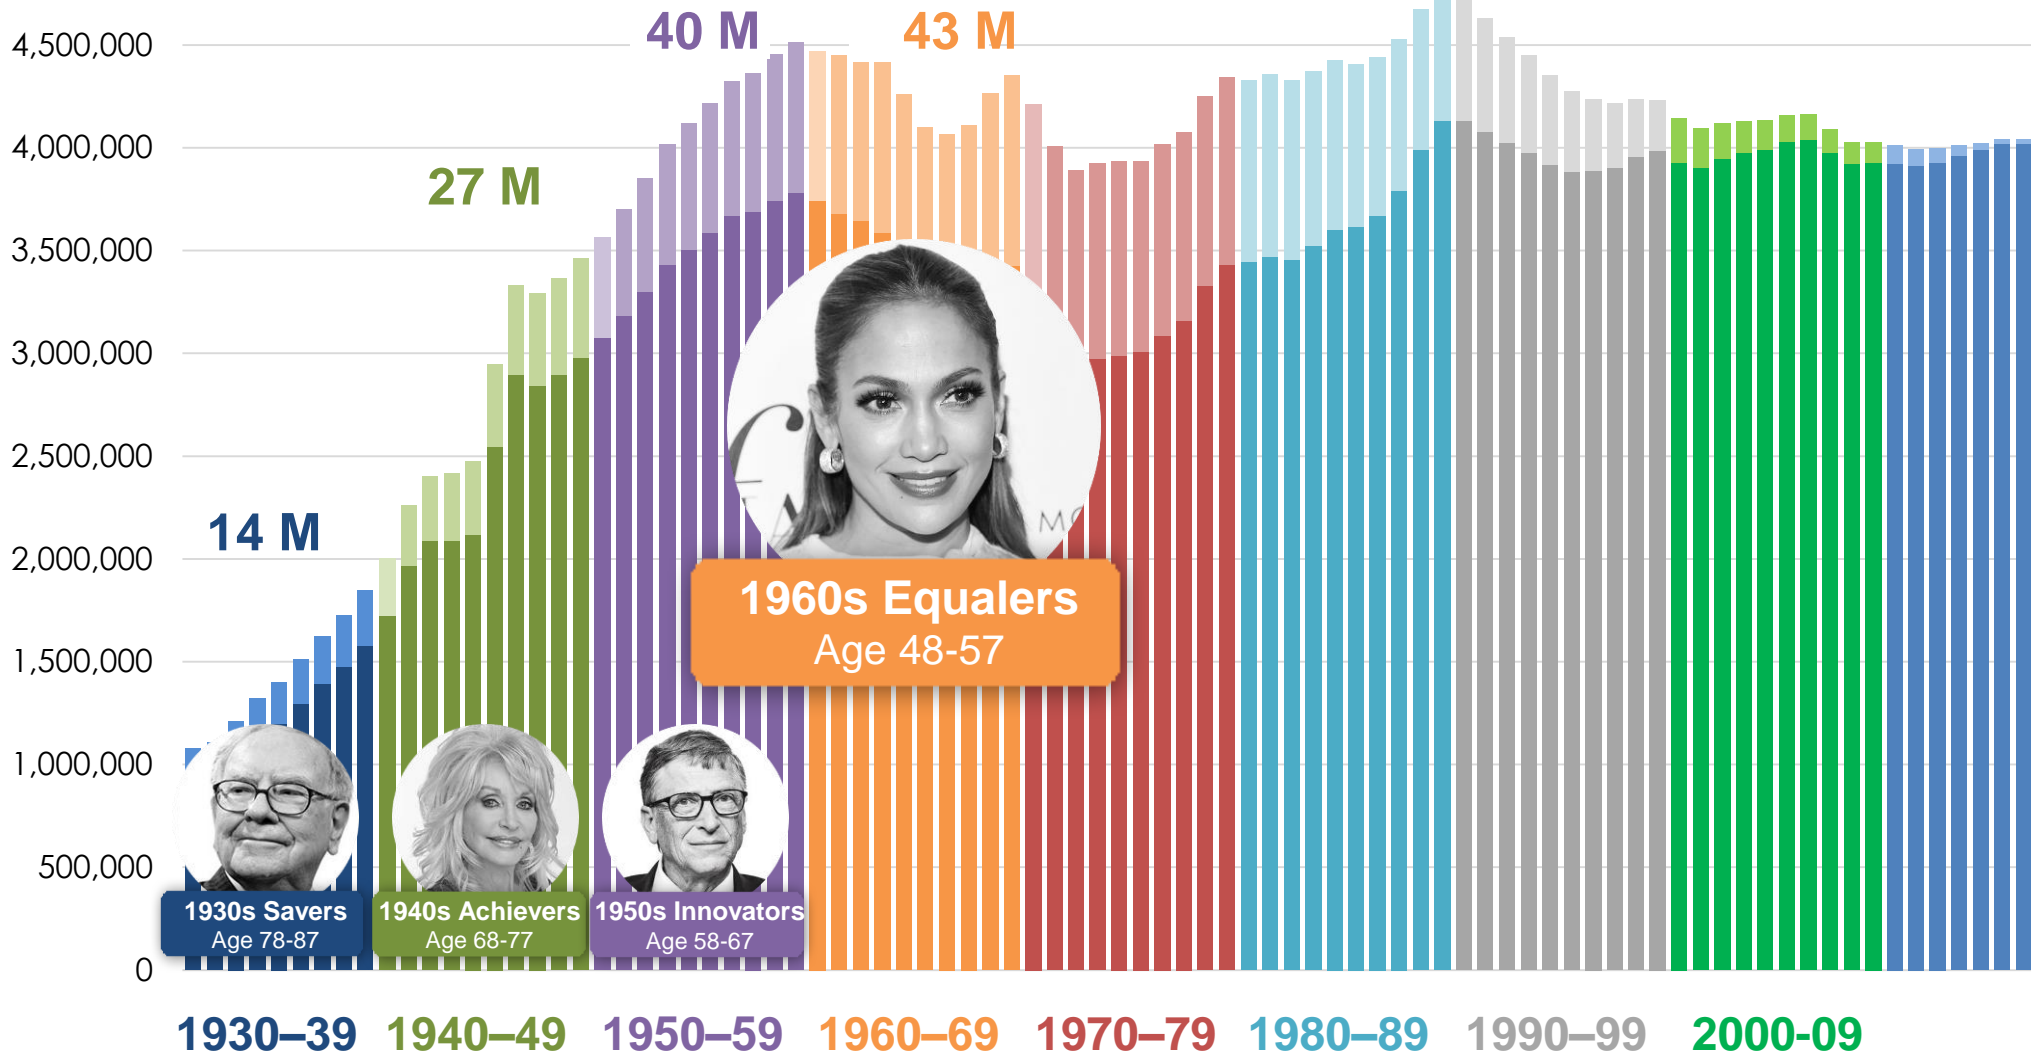 40 M
43 M
4,500,000
4,000,000
27 M
3,500,000
3,000,000
2,500,000
14 M
2,000,000
1960s Equalers
Age 48-57
1,500,000
1,000,000
500,000
1930s Savers
Age 78-87
1940s Achievers
Age 68-77
1950s Innovators
Age 58-67
0
1930–39
1940–49
1950–59
1960–69
1970–79
1980–89
1990–99
2000-09